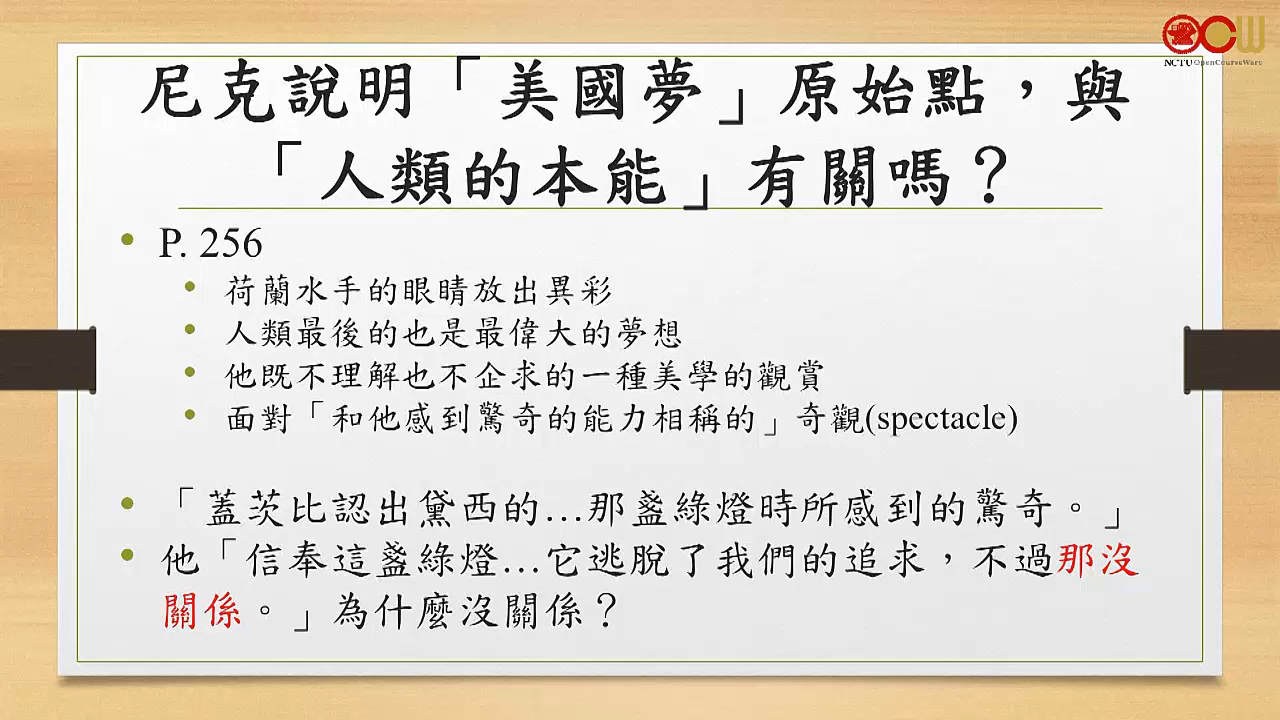 NCTU OpenCourseWare
尼克說明「美國夢」原始點，與
「人類的本能」有關嗎？
• P. 256
• 荷蘭水手的眼睛放出異彩
• 人類最後的也是最偉大的夢想
• 他既不理解也不企求的一種美學的觀賞
• 面對「和他感到驚奇的能力相稱的」奇觀(spectacle)
• 「蓋茨比認出黛西的…那盞綠燈時所感到的驚奇。」
• 他「信奉這盞綠燈…它逃脫了我們的追求，不過那沒
關係。」為什麼沒關係？